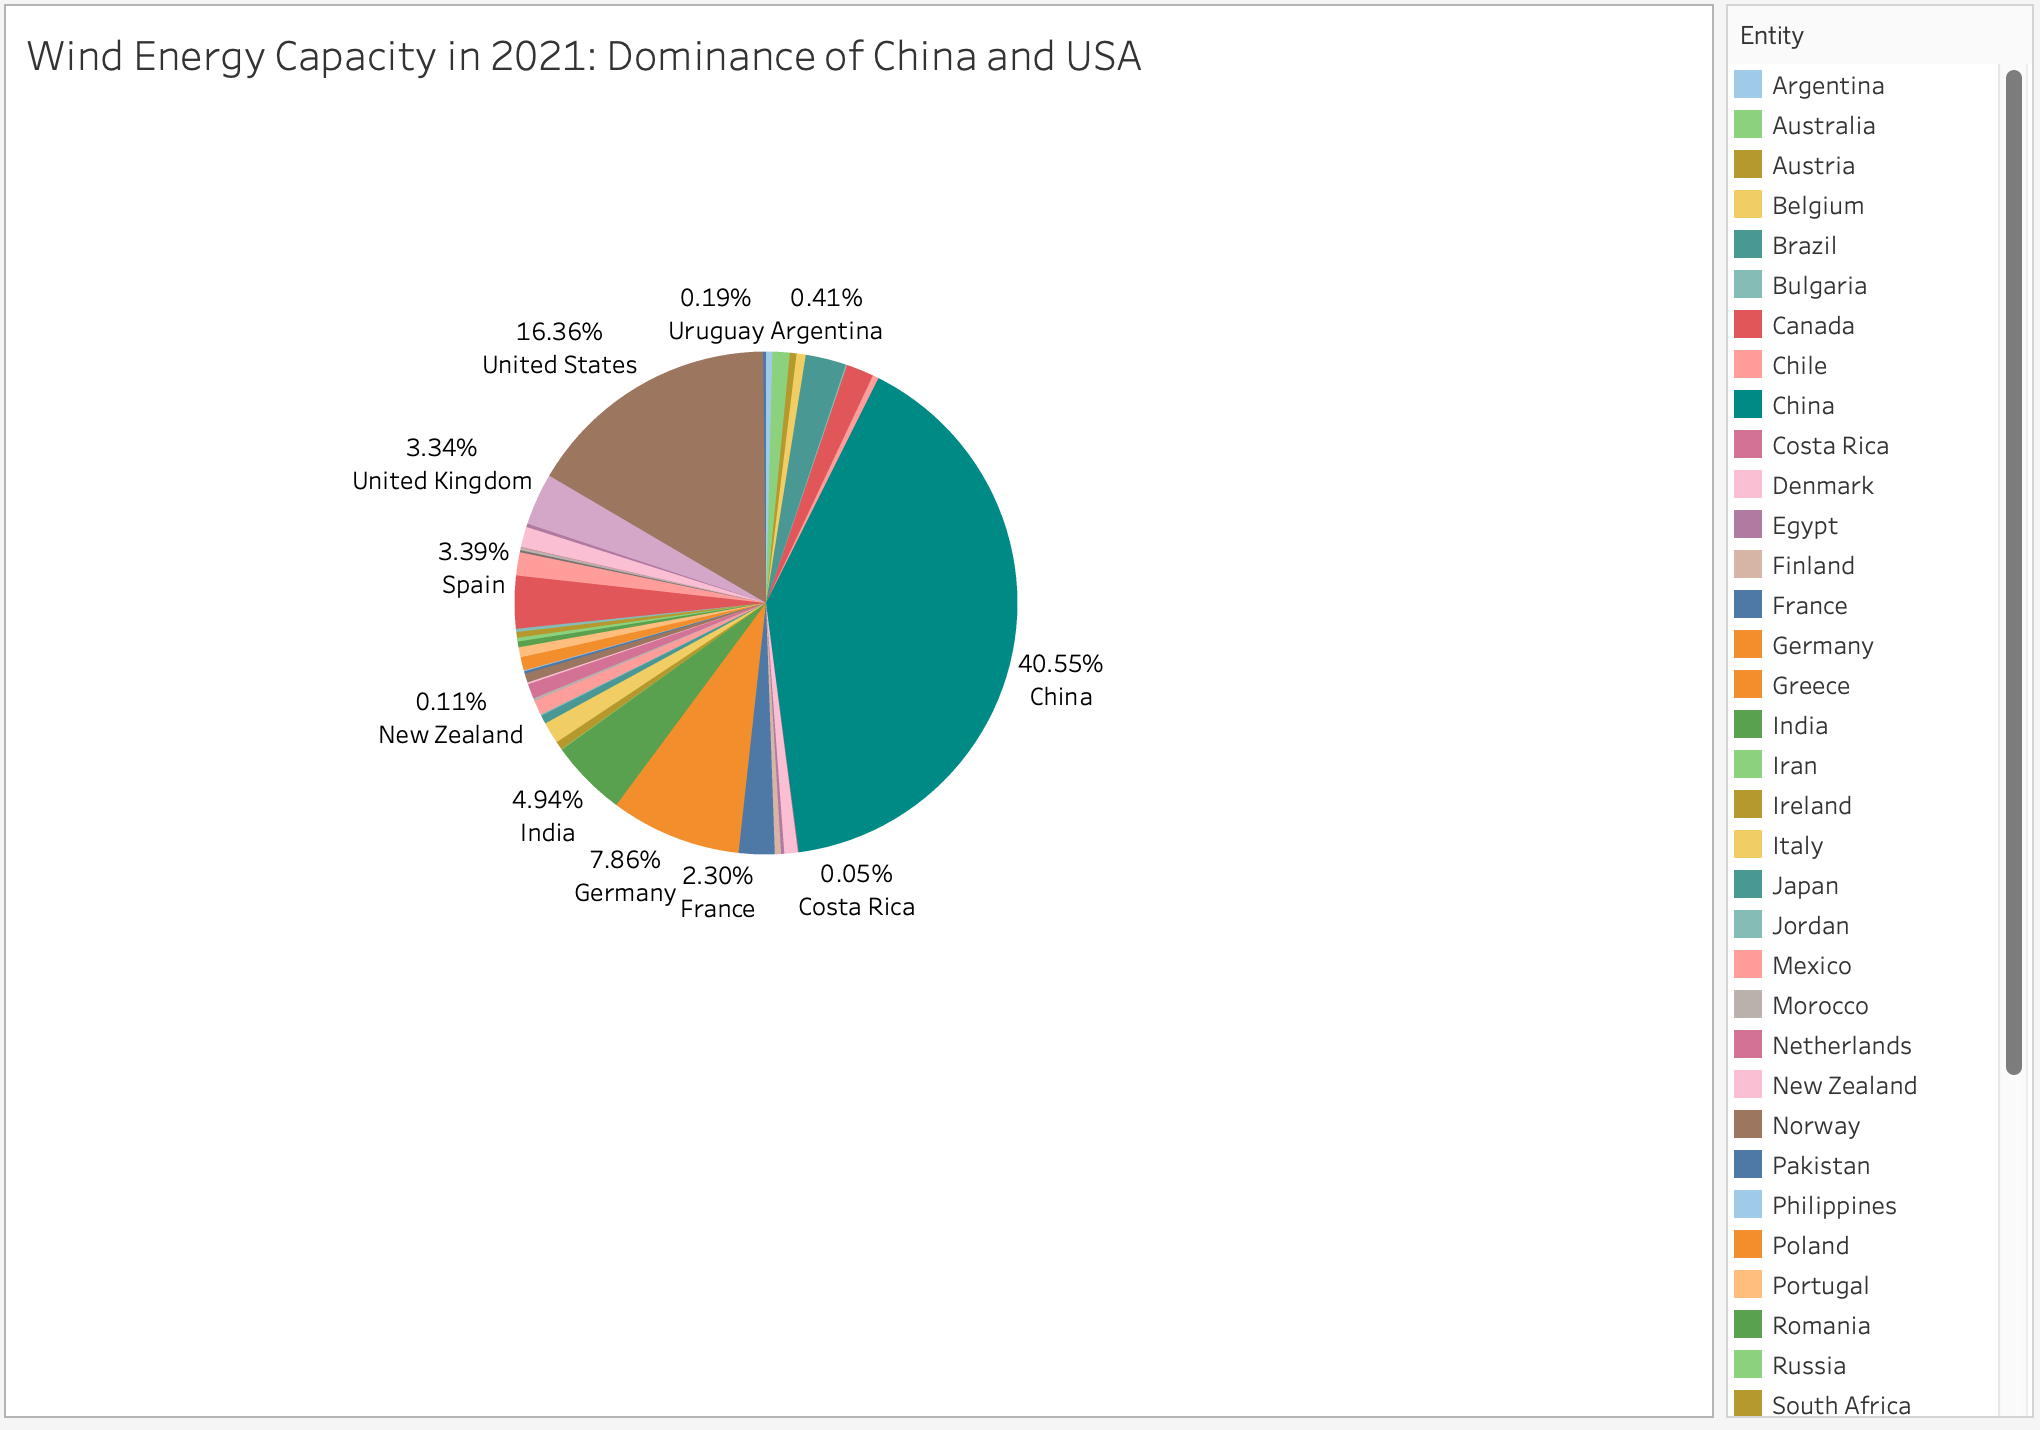 Wind Energy Capacity in 2021: Dominance of China and USA
0.19%
Uruguay
0.41%
Argentina
16.36%
United States
3.34%
United Kingdom
3.39%
Spain
0.11%
New Zealand
4.94%
India
7.86%
Germany
2.30%
France
0.05%
Costa Rica
40.55%
China
Entity
Argentina
Australia
Austria
Belgium
Brazil
Bulgaria
Canada
Chile
China
Costa Rica
Denmark
Egypt
Finland
France
Germany
Greece
India
Iran
Ireland
Italy
Japan
Jordan
Mexico
Morocco
Netherlands
New Zealand
Norway
Pakistan
Philippines
Poland
Portugal
Romania
Russia
South Africa